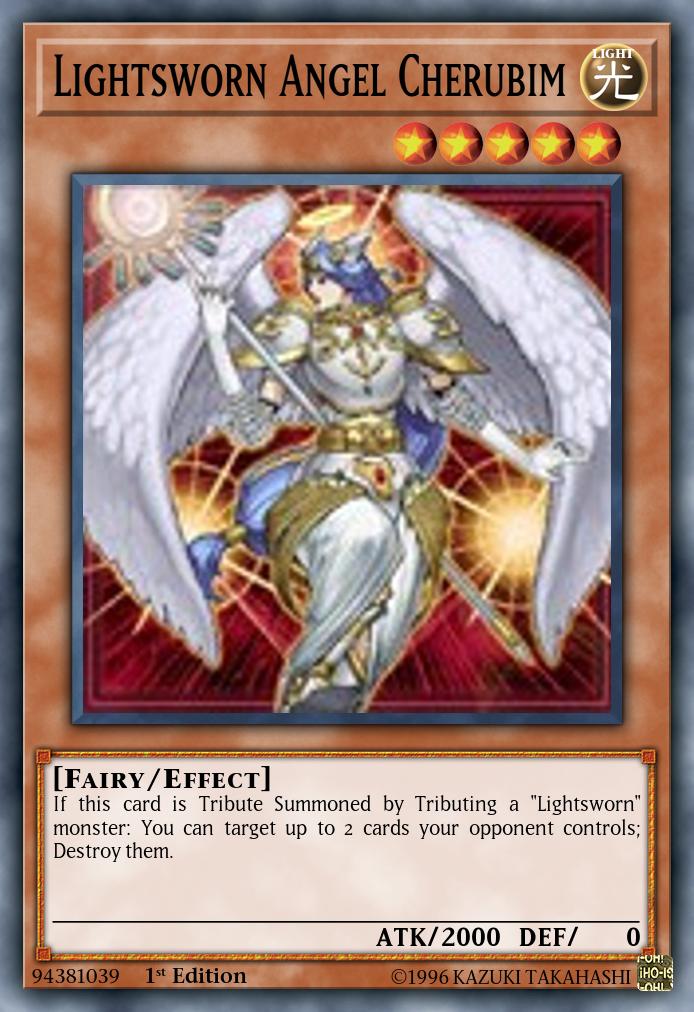 Lightsworn Angel Cherubim
LIGHT
光
[Fairy/Effect]
If this card is Tribute Summoned by Tributing a "Lightsworn"
monster: You can target up to 2 cards your opponent controls;
Destroy them.
ATK/2000 DEF/ 0
94381039 1st Edition ©1996 KAZUKI TAKAHASHI